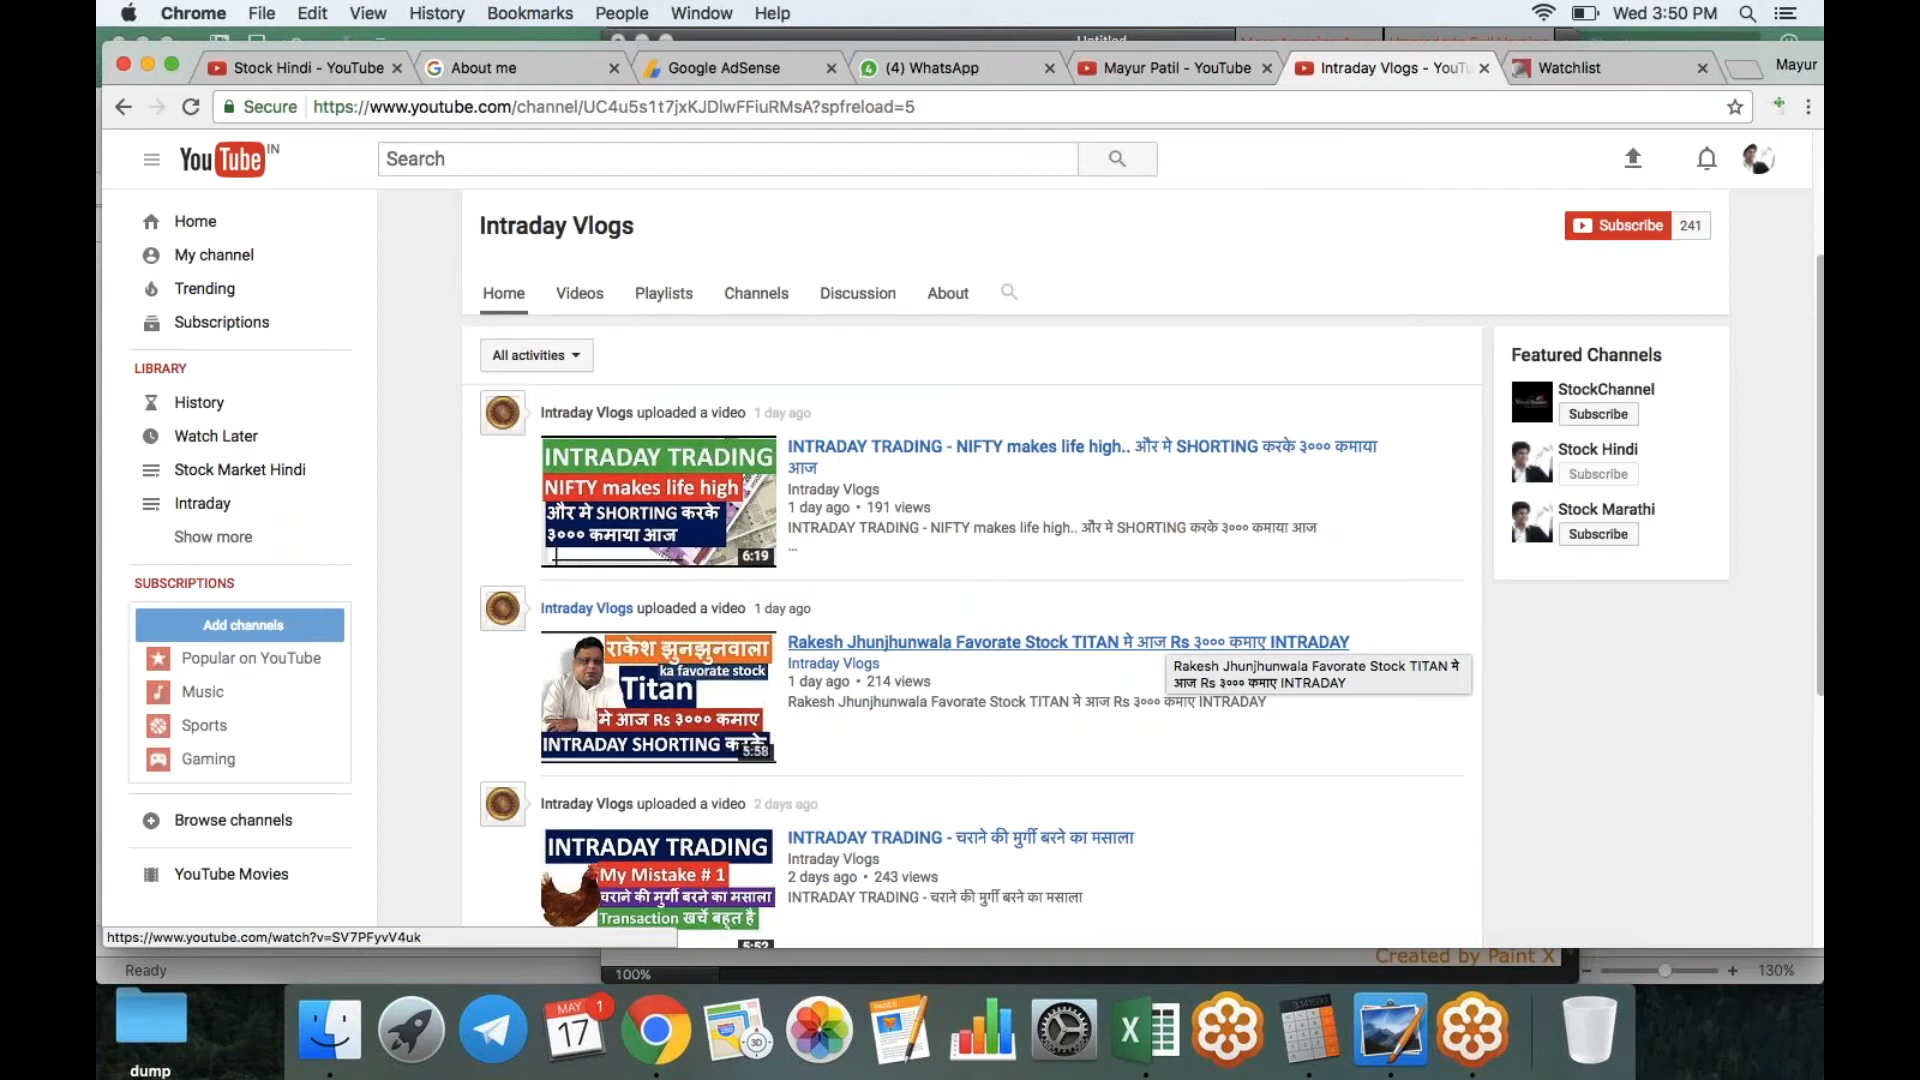 Chrome File Edit View History Bookmarks People Window Help
Wed 3:50 PM
Untitled
Stock Hindi - YouTube
About me
Google AdSense
(4) WhatsApp
Mayur Patil - YouTube
Intraday Vlogs - YouTu
Watchlist
Mayur
Secure https://www.youtube.com/channel/UC4u5s1t7jxKJDlwFFiuRMsA?spfreload=5
YouTube IN
Search
Home
My channel
Trending
Subscriptions
LIBRARY
History
Watch Later
Stock Market Hindi
Intraday
Show more
SUBSCRIPTIONS
Add channels
Popular on YouTube
Music
Sports
Gaming
Browse channels
YouTube Movies
Intraday Vlogs
Subscribe 241
Home Videos Playlists Channels Discussion About
All activities
Intraday Vlogs uploaded a video 1 day ago
INTRADAY TRADING
NIFTY makes life high
और मे SHORTING करके
३००० कमाया आज
6:19
INTRADAY TRADING - NIFTY makes life high.. और मे SHORTING करके ३००० कमाया
आज
Intraday Vlogs
1 day ago • 191 views
INTRADAY TRADING - NIFTY makes life high.. और मे SHORTING करके ३००० कमाया आज
...
Intraday Vlogs uploaded a video 1 day ago
राकेश झुनझुनवाला
ka favorate stock
Titan
मे आज Rs ३००० कमाए
INTRADAY SHORTING करके
5:58
Rakesh Jhunjhunwala Favorate Stock TITAN मे आज Rs ३००० कमाए INTRADAY
Intraday Vlogs
1 day ago • 214 views
Rakesh Jhunjhunwala Favorate Stock TITAN मे आज Rs ३००० कमाए INTRADAY
Rakesh Jhunjhunwala Favorate Stock TITAN मे
आज Rs ३००० कमाए INTRADAY
Intraday Vlogs uploaded a video 2 days ago
INTRADAY TRADING
My Mistake # 1
चराने की मुर्गी बरने का मसाला
Transaction खर्चे बहुत है
5:52
INTRADAY TRADING - चराने की मुर्गी बरने का मसाला
Intraday Vlogs
2 days ago • 243 views
INTRADAY TRADING - चराने की मुर्गी बरने का मसाला
Featured Channels
StockChannel
Subscribe
Stock Hindi
Subscribe
Stock Marathi
Subscribe
https://www.youtube.com/watch?v=SV7PFyvV4uk
Created by Paint X
Ready
100%
130%
MAY
17
1
PAGES
280
3D
X
dump